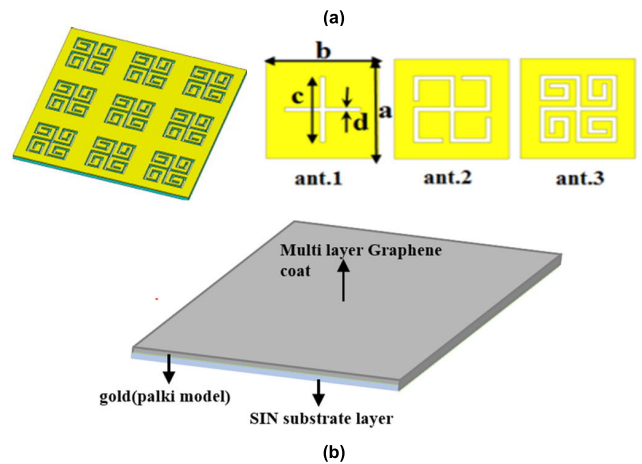 (a)
b
c
d
a
ant.1
ant.2
ant.3
Multi layer Graphene
coat
gold(palki model)
SIN substrate layer
(b)